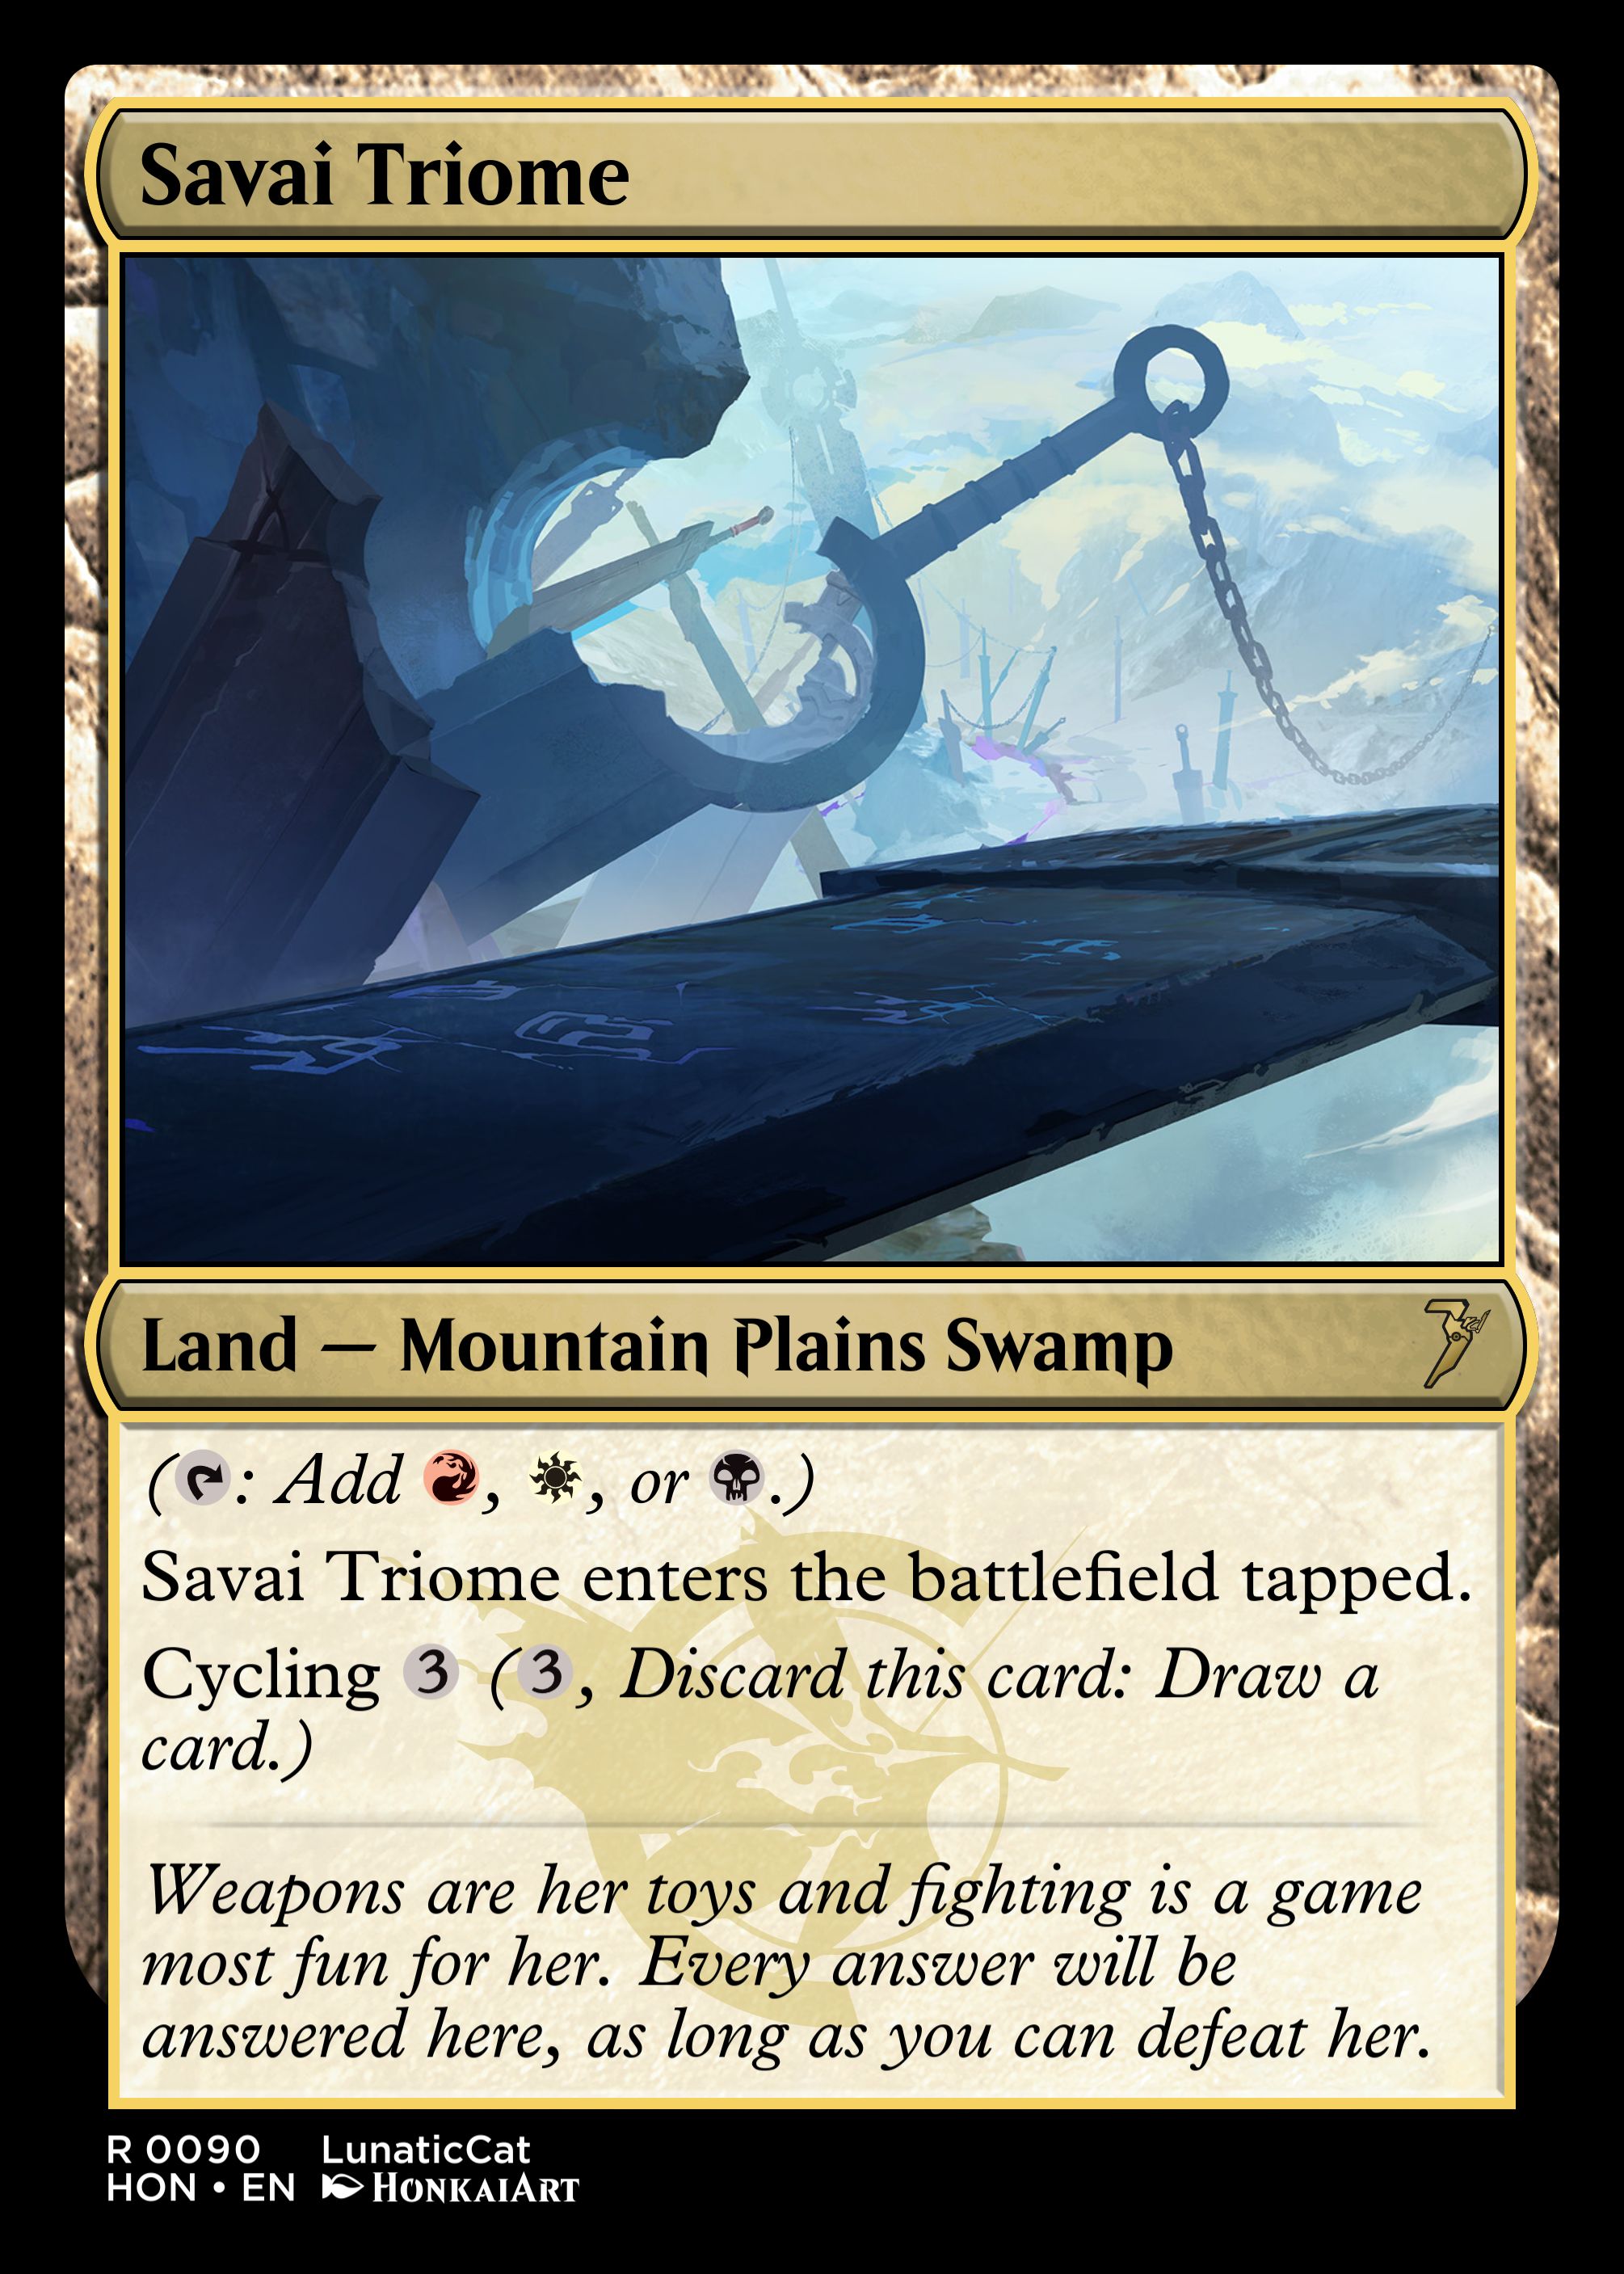 Savai Triome
Land — Mountain Plains Swamp
(: Add , , or .)
Savai Triome enters the battlefield tapped.
Cycling 3 (3, Discard this card: Draw a
card.)
Weapons are her toys and fighting is a game
most fun for her. Every answer will be
answered here, as long as you can defeat her.
R 0090 LunaticCat
HON • EN HONKAIART